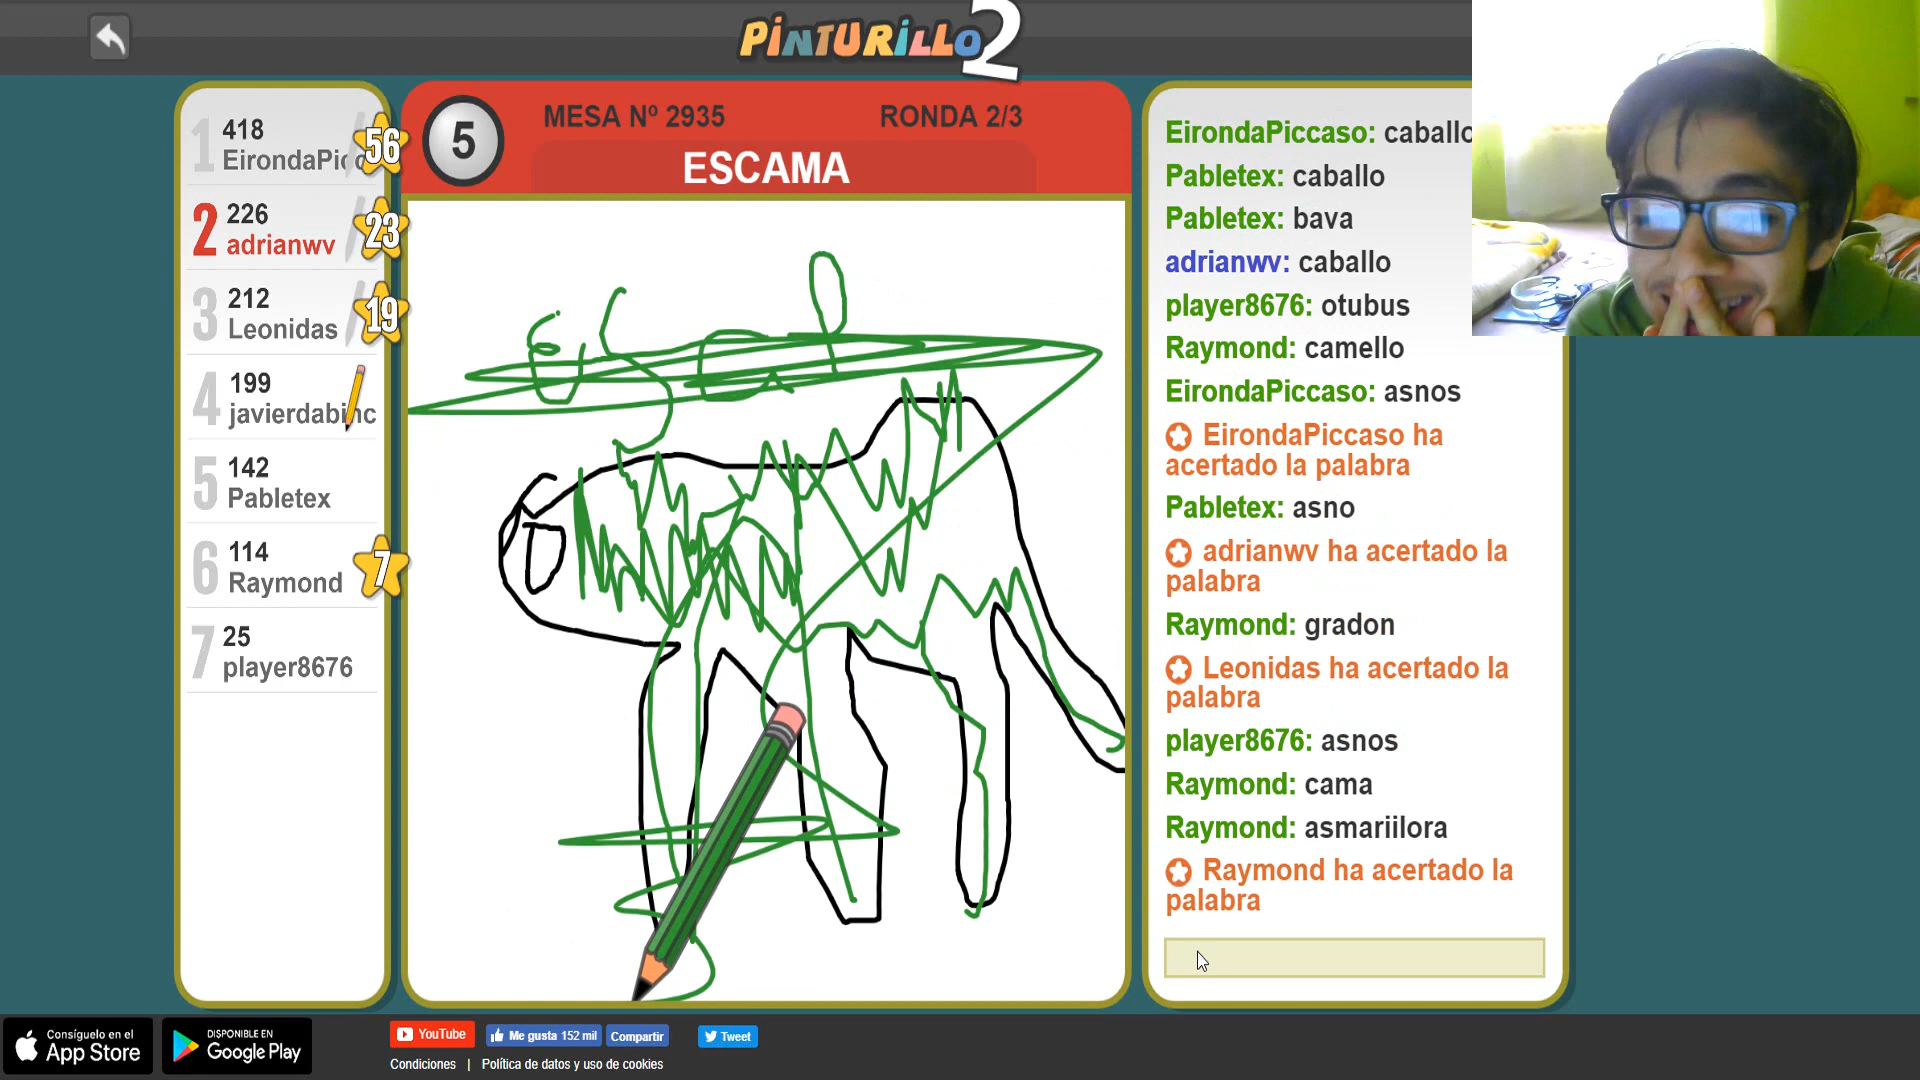 PINTURILLO 2
1 418 EirondaPicc 56
2 226 adrianwv 23
3 212 Leonidas 19
4 199 javierdabinc
5 142 Pabletex
6 114 Raymond 7
7 25 player8676
5
MESA Nº 2935
RONDA 2/3
ESCAMA
EirondaPiccaso: caballo
Pabletex: caballo
Pabletex: bava
adrianwv: caballo
player8676: otubus
Raymond: camello
EirondaPiccaso: asnos
EirondaPiccaso ha
acertado la palabra
Pabletex: asno
adrianwv ha acertado la
palabra
Raymond: gradon
Leonidas ha acertado la
palabra
player8676: asnos
Raymond: cama
Raymond: asmariilora
Raymond ha acertado la
palabra
Consíguelo en el
App Store
DISPONIBLE EN
Google Play
YouTube
Me gusta 152 mil
Compartir
Tweet
Condiciones | Política de datos y uso de cookies